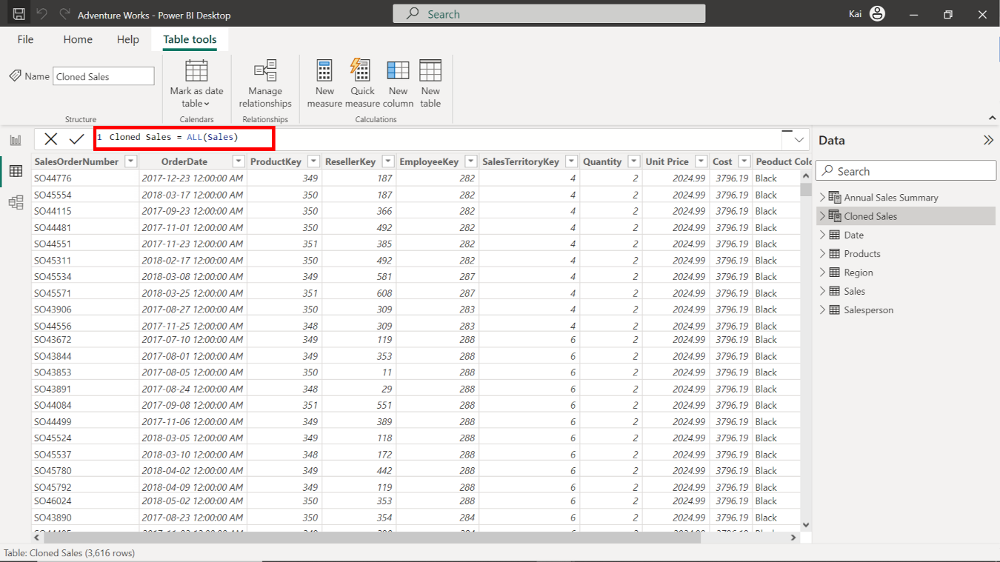 Adventure Works - Power BI Desktop
Search
Kai
File Home Help Table tools
Name Cloned Sales
Mark as date table
Manage relationships
New measure
Quick measure
New column
New table
Structure Calendars Relationships Calculations
1 Cloned Sales = ALL(Sales)
SalesOrderNumber OrderDate ProductKey ResellerKey EmployeeKey SalesTerritoryKey Quantity Unit Price Cost Peoduct Colo
SO44776 2017-12-23 12:00:00 AM 349 187 282 4 2 2024.99 3796.19 Black
SO45554 2018-03-17 12:00:00 AM 350 187 282 4 2 2024.99 3796.19 Black
SO44115 2017-09-23 12:00:00 AM 350 366 282 4 2 2024.99 3796.19 Black
SO44481 2017-11-01 12:00:00 AM 350 492 282 4 2 2024.99 3796.19 Black
SO44551 2017-11-23 12:00:00 AM 351 385 282 4 2 2024.99 3796.19 Black
SO45311 2018-02-17 12:00:00 AM 350 492 282 4 2 2024.99 3796.19 Black
SO45534 2018-03-08 12:00:00 AM 349 581 287 4 2 2024.99 3796.19 Black
SO45571 2018-03-25 12:00:00 AM 351 608 287 4 2 2024.99 3796.19 Black
SO43906 2017-08-27 12:00:00 AM 350 309 283 4 2 2024.99 3796.19 Black
SO44556 2017-11-25 12:00:00 AM 348 309 283 4 2 2024.99 3796.19 Black
SO43672 2017-07-10 12:00:00 AM 349 119 288 6 2 2024.99 3796.19 Black
SO43844 2017-08-01 12:00:00 AM 349 353 288 6 2 2024.99 3796.19 Black
SO43853 2017-08-05 12:00:00 AM 350 11 288 6 2 2024.99 3796.19 Black
SO43891 2017-08-24 12:00:00 AM 348 29 288 6 2 2024.99 3796.19 Black
SO44084 2017-09-08 12:00:00 AM 351 551 288 6 2 2024.99 3796.19 Black
SO44499 2017-11-06 12:00:00 AM 349 389 288 6 2 2024.99 3796.19 Black
SO45524 2018-03-05 12:00:00 AM 349 118 288 6 2 2024.99 3796.19 Black
SO45537 2018-03-10 12:00:00 AM 348 172 288 6 2 2024.99 3796.19 Black
SO45780 2018-04-02 12:00:00 AM 349 442 288 6 2 2024.99 3796.19 Black
SO45792 2018-04-09 12:00:00 AM 349 119 288 6 2 2024.99 3796.19 Black
SO46024 2018-05-02 12:00:00 AM 350 353 288 6 2 2024.99 3796.19 Black
SO43890 2017-08-23 12:00:00 AM 350 354 284 6 2 2024.99 3796.19 Black
Data
Search
Annual Sales Summary
Cloned Sales
Date
Products
Region
Sales
Salesperson
Table: Cloned Sales (3,616 rows)